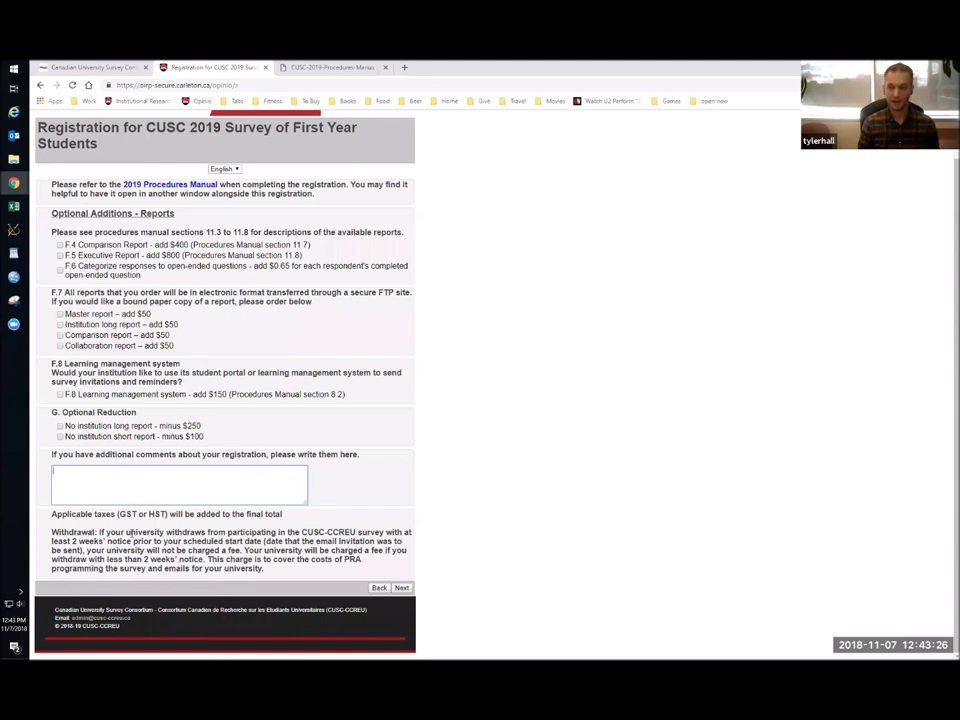 Canadian University Survey Con
Registration for CUSC 2019 Surv
CUSC-2019-Procedures-Manua
https://oirp-secure.carleton.ca/opinio/s
Apps Work Institutional Research Opinio Tabs Fitness To Buy Books Food Beer Home Give Travel Movies Watch U2 Perform "I Games open now
tylerhall
Registration for CUSC 2019 Survey of First Year
Students
English
Please refer to the 2019 Procedures Manual when completing the registration. You may find it
helpful to have it open in another window alongside this registration.
Optional Additions - Reports
Please see procedures manual sections 11.3 to 11.8 for descriptions of the available reports.
F.4 Comparison Report - add $400 (Procedures Manual section 11.7)
F.5 Executive Report - add $800 (Procedures Manual section 11.8)
F.6 Categorize responses to open-ended questions - add $0.65 for each respondent's completed
open-ended question
F.7 All reports that you order will be in electronic format transferred through a secure FTP site.
If you would like a bound paper copy of a report, please order below
Master report – add $50
Institution long report - add $50
Comparison report – add $50
Collaboration report – add $50
F.8 Learning management system
Would your institution like to use its student portal or learning management system to send
survey invitations and reminders?
F.8 Learning management system - add $150 (Procedures Manual section 8.2)
G. Optional Reduction
No institution long report - minus $250
No institution short report - minus $100
If you have additional comments about your registration, please write them here.
Applicable taxes (GST or HST) will be added to the final total
Withdrawal: If your university withdraws from participating in the CUSC-CCREU survey with at
least 2 weeks' notice prior to your scheduled start date (date that the email invitation was to
be sent), your university will not be charged a fee. Your university will be charged a fee if you
withdraw with less than 2 weeks' notice. This charge is to cover the costs of PRA
programming the survey and emails for your university.
Back Next
Canadian University Survey Consortium - Consortium Canadien de Recherche sur les Etudiants Universitaires (CUSC-CCREU)
Email: admin@cusc-ccreu.ca
© 2018-19 CUSC-CCREU
12:43 PM
11/7/2018
2018-11-07 12:43:26